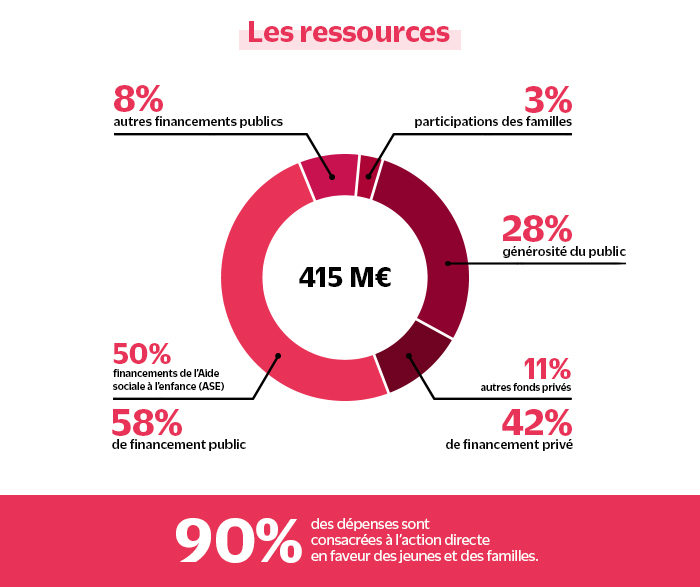 Les ressources
8%
autres financements publics
3%
participations des familles
28%
générosité du public
415 M€
50%
financements de l'Aide
sociale à l'enfance (ASE)
58%
de financement public
11%
autres fonds privés
42%
de financement privé
90%
des dépenses sont
consacrées à l'action directe
en faveur des jeunes et des familles.